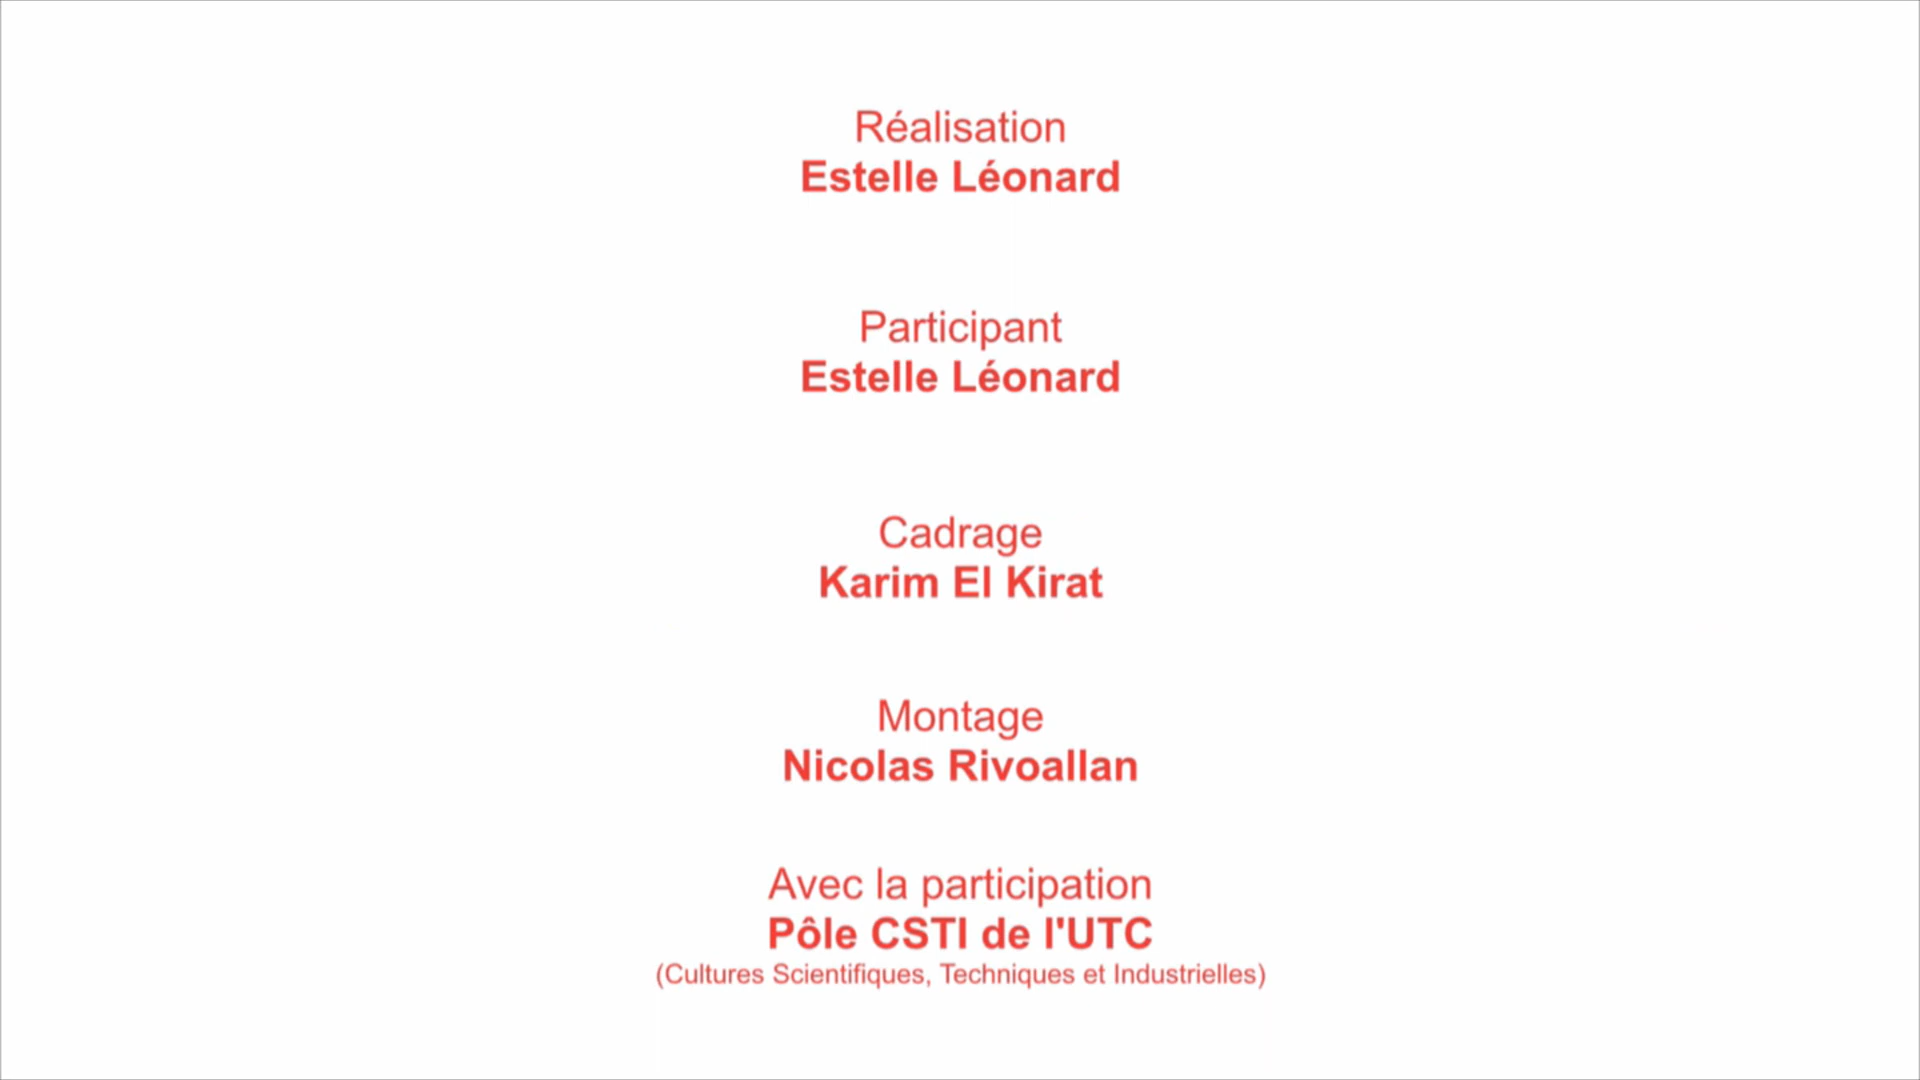 Réalisation
Estelle Léonard
Participant
Estelle Léonard
Cadrage
Karim El Kirat
Montage
Nicolas Rivoallan
Avec la participation
Pôle CSTI de l'UTC
(Cultures Scientifiques, Techniques et Industrielles)